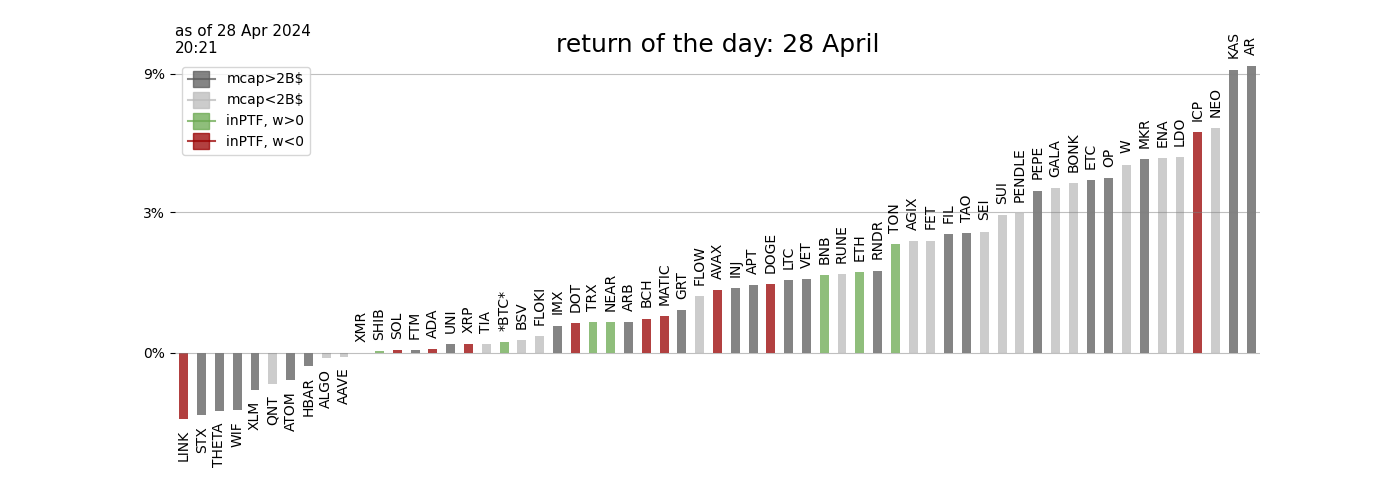 as of 28 Apr 2024
20:21
return of the day: 28 April
mcap>2B$
mcap<2B$
inPTF, w>0
inPTF, w<0
9%
3%
0%
LINK
STX
THETA
WIF
XLM
QNT
ATOM
HBAR
ALGO
AAVE
XMR
SHIB
SOL
FTM
ADA
UNI
XRP
TIA
*BTC*
BSV
FLOKI
IMX
DOT
TRX
NEAR
ARB
BCH
MATIC
GRT
FLOW
AVAX
INJ
APT
DOGE
LTC
VET
BNB
RUNE
ETH
RNDR
TON
AGIX
FET
FIL
TAO
SEI
SUI
PENDLE
PEPE
GALA
BONK
ETC
OP
W
MKR
ENA
LDO
ICP
NEO
KAS
AR